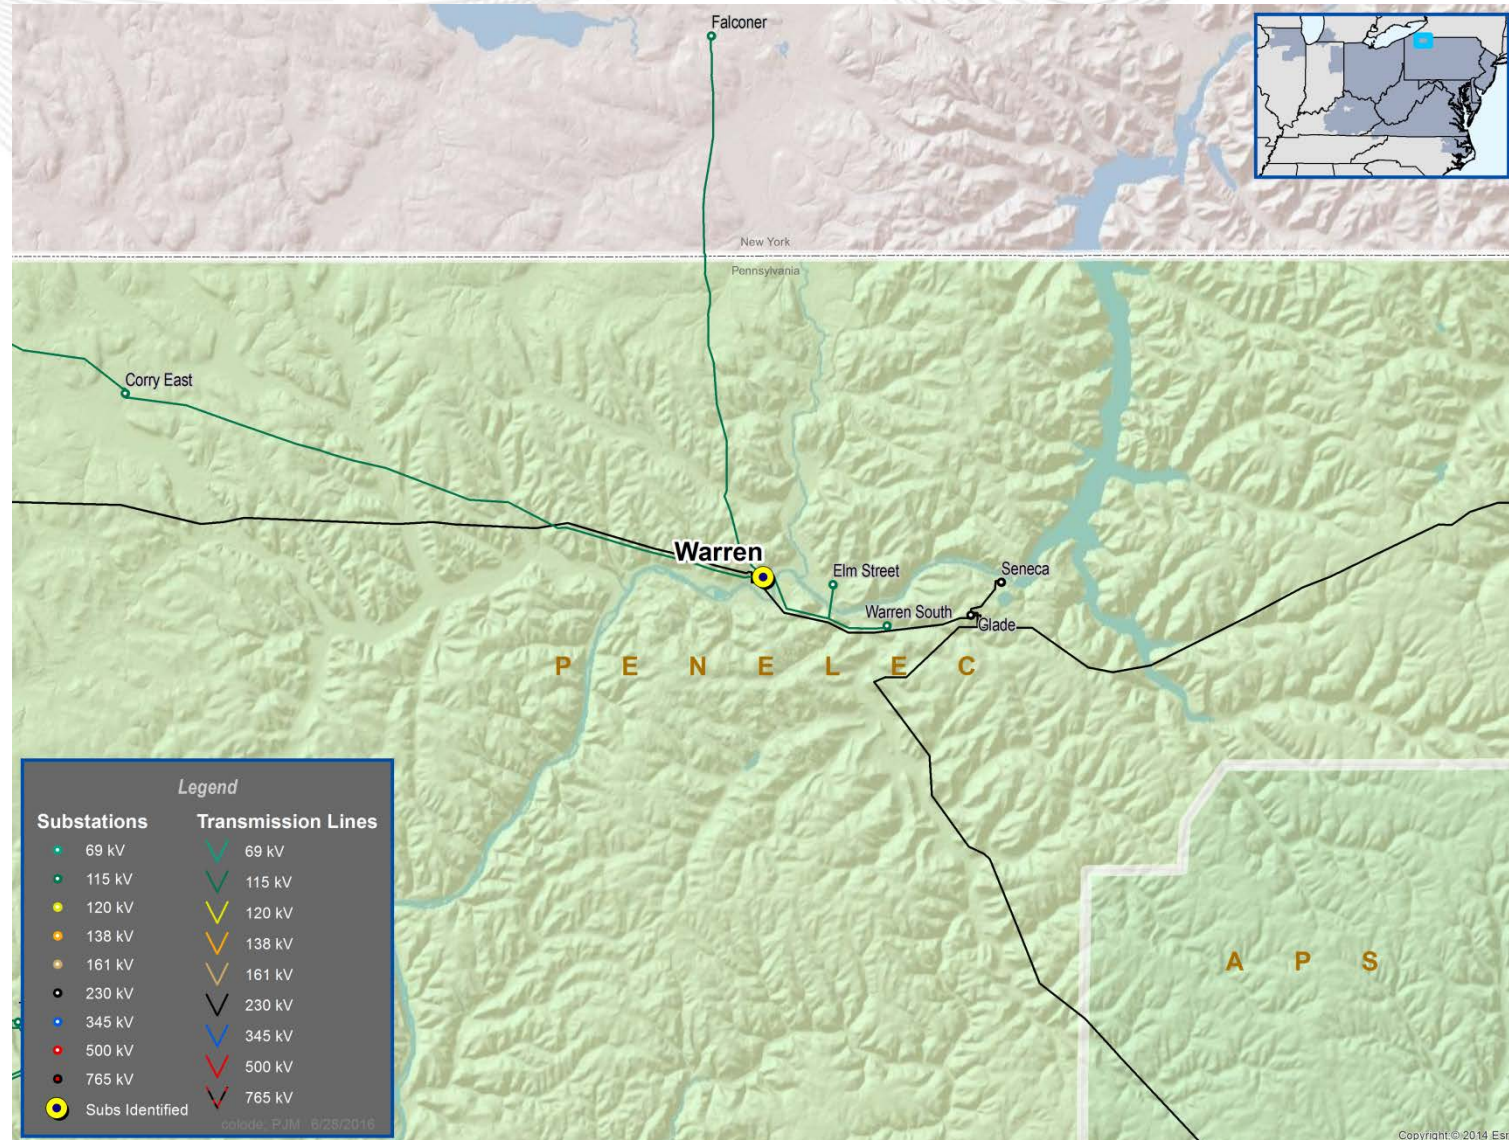 Falconer
New York
Pennsylvania
Corry East
Warren
Elm Street
Seneca
Warren South
Glade
PENELEC
APS
Legend
Substations
69 kV
115 kV
120 kV
138 kV
161 kV
230 kV
345 kV
500 kV
765 kV
Subs Identified
Transmission Lines
69 kV
115 kV
120 kV
138 kV
161 kV
230 kV
345 kV
500 kV
765 kV
colode; PJM 6/28/2016
Copyright © 2014 Esr